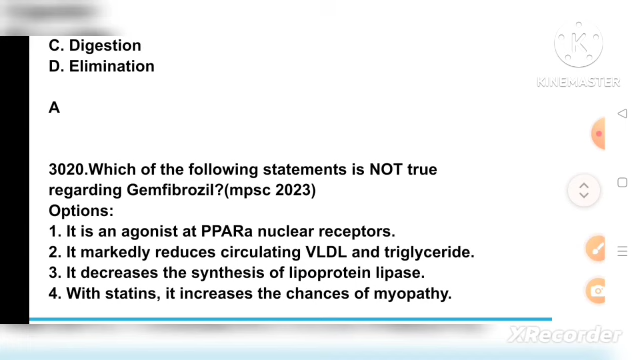 C. Digestion
D. Elimination
A
3020.Which of the following statements is NOT true
regarding Gemfibrozil?(mpsc 2023)
Options:
1. It is an agonist at PPARa nuclear receptors.
2. It markedly reduces circulating VLDL and triglyceride.
3. It decreases the synthesis of lipoprotein lipase.
4. With statins, it increases the chances of myopathy.
K
KINEMASTER
XRecorder